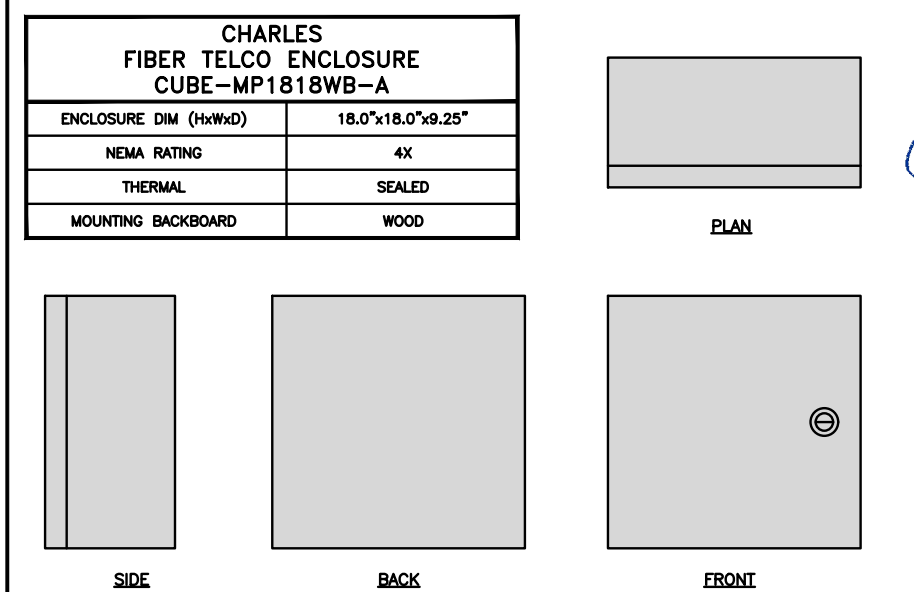 CHARLES
FIBER TELCO ENCLOSURE
CUBE-MP1818WB-A
ENCLOSURE DIM (HxWxD) 18.0"x18.0"x9.25"
NEMA RATING 4X
THERMAL SEALED
MOUNTING BACKBOARD WOOD
PLAN
SIDE
BACK
FRONT